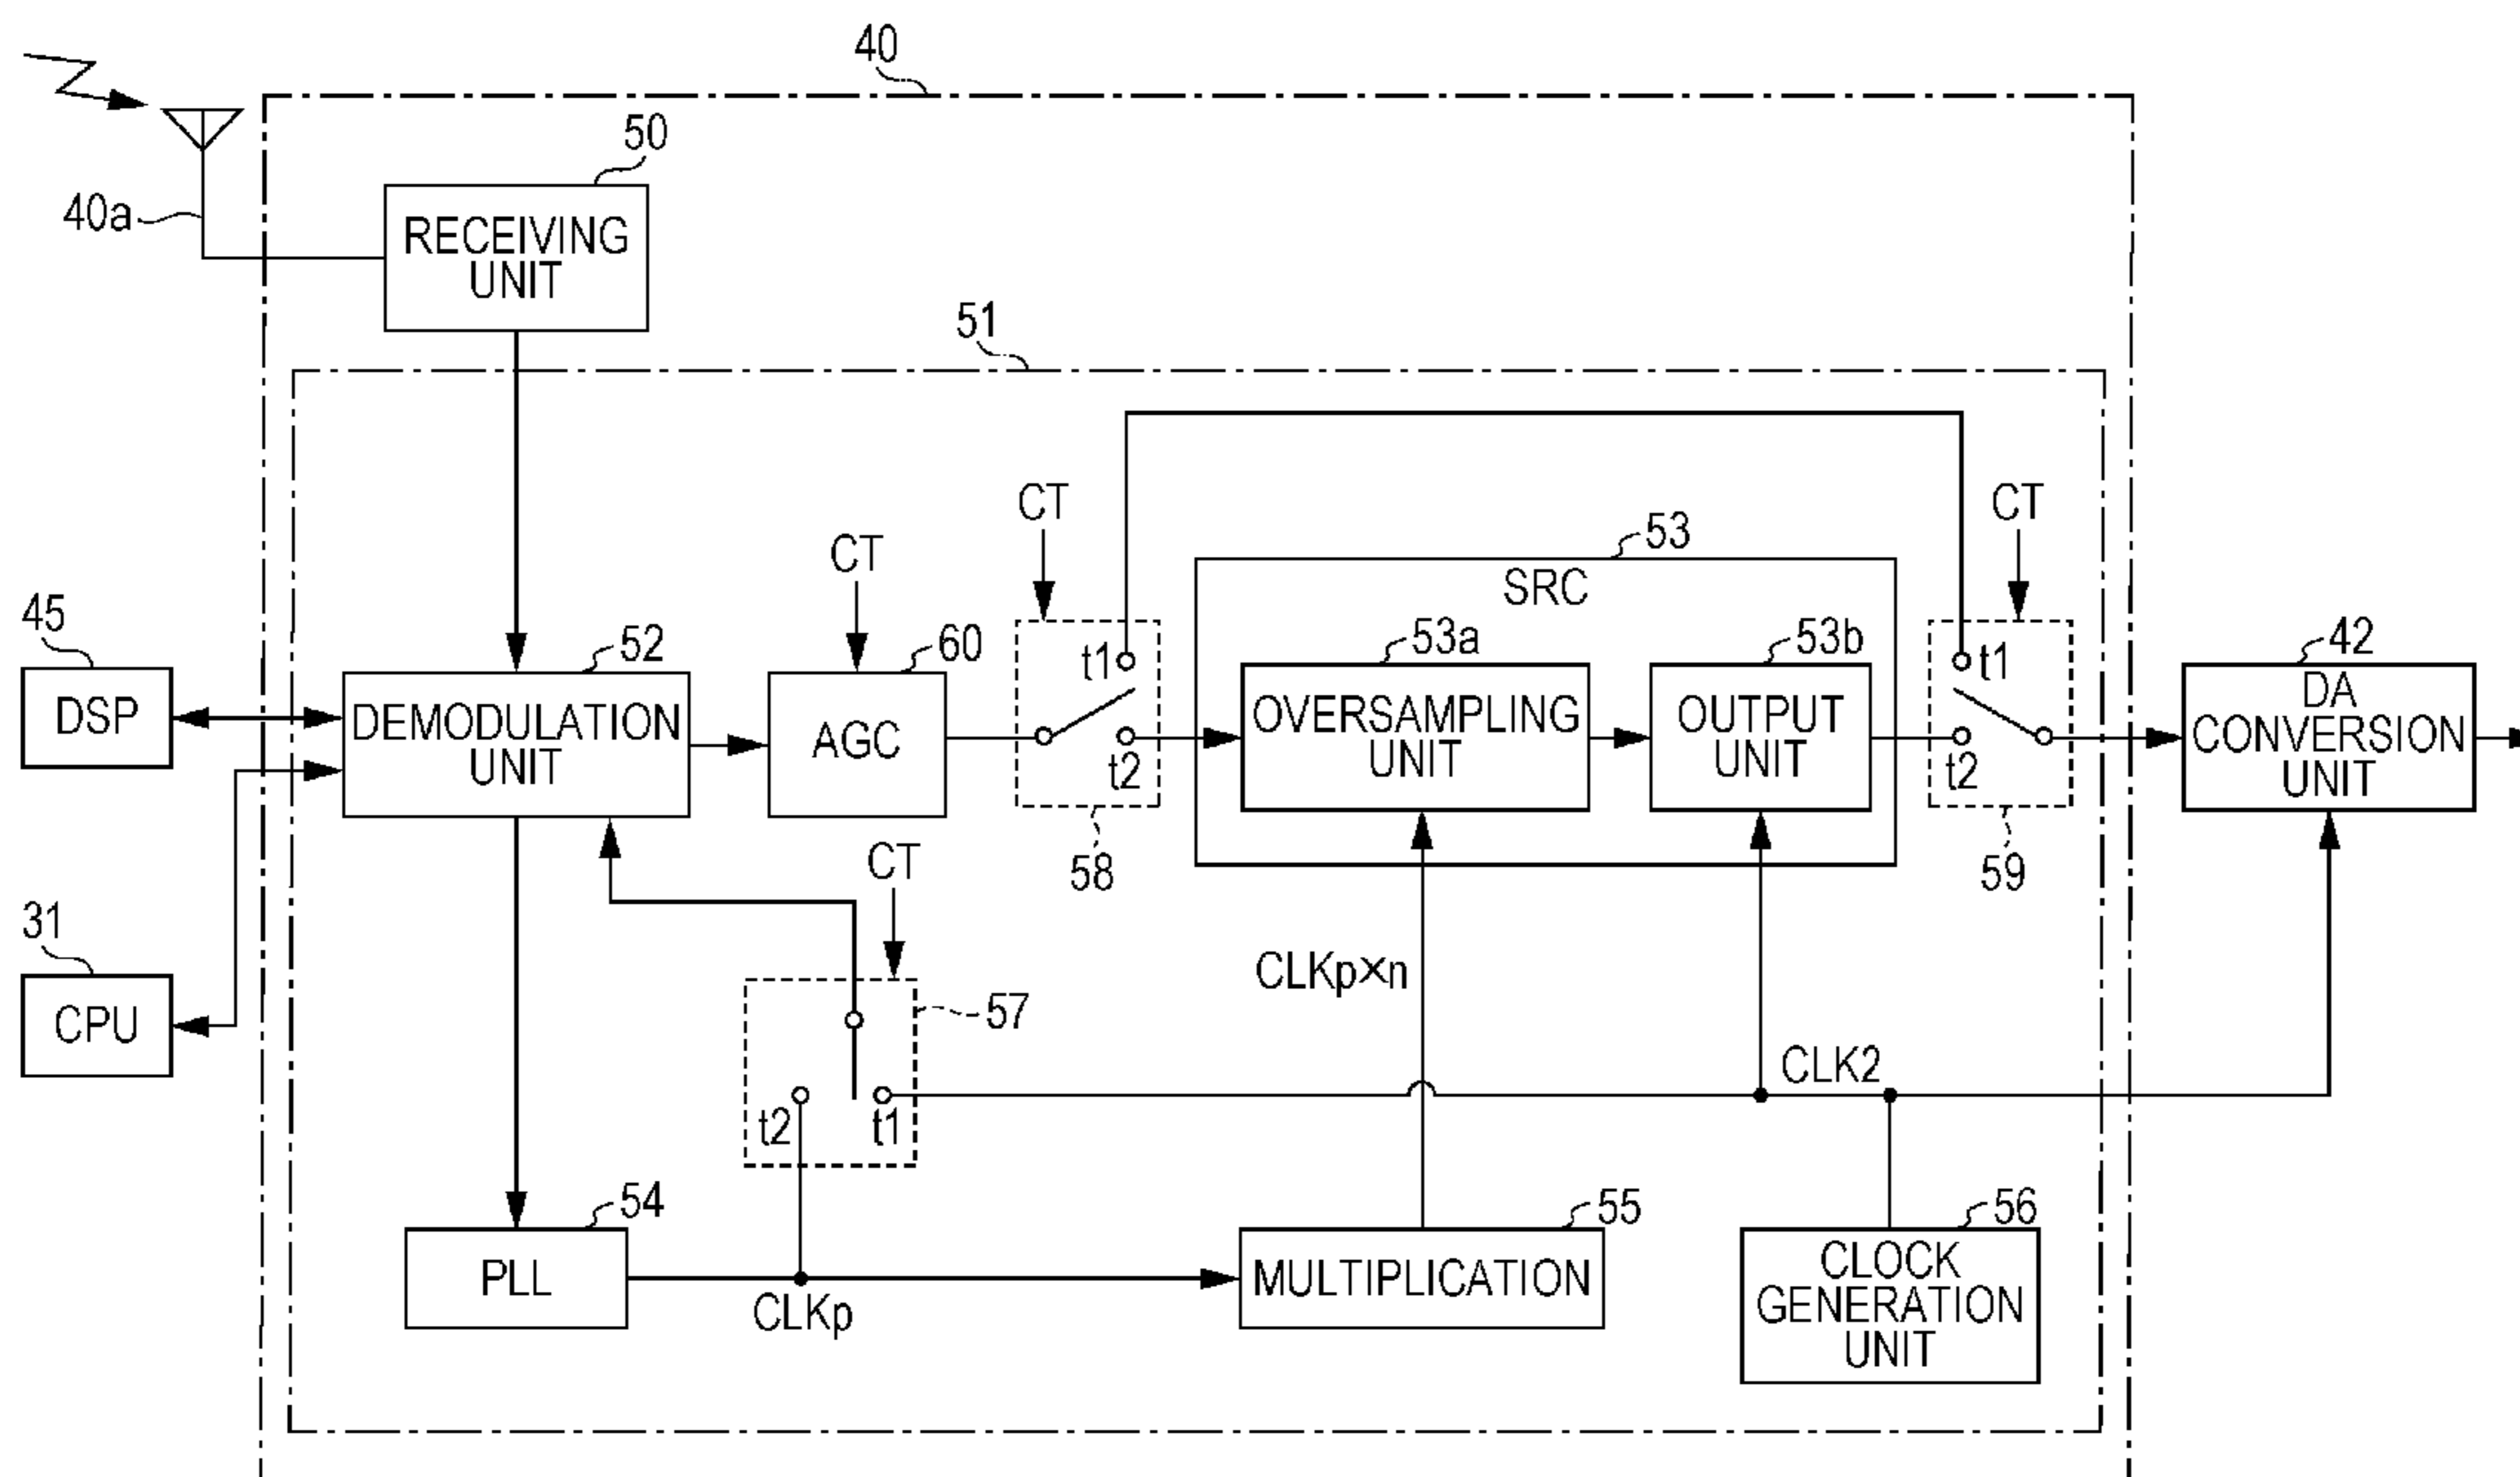 40
50
40a
RECEIVING
UNIT
51
CT
CT
CT
53
SRC
45
52
60
t1
53a
53b
t1
42
DSP
DEMODULATION
UNIT
AGC
t2
OVERSAMPLING
UNIT
OUTPUT
UNIT
t2
DA
CONVERSION
UNIT
58
59
CT
31
CPU
57
CLKp×n
CLK2
t2
t1
54
55
56
PLL
CLKp
MULTIPLICATION
CLOCK
GENERATION
UNIT